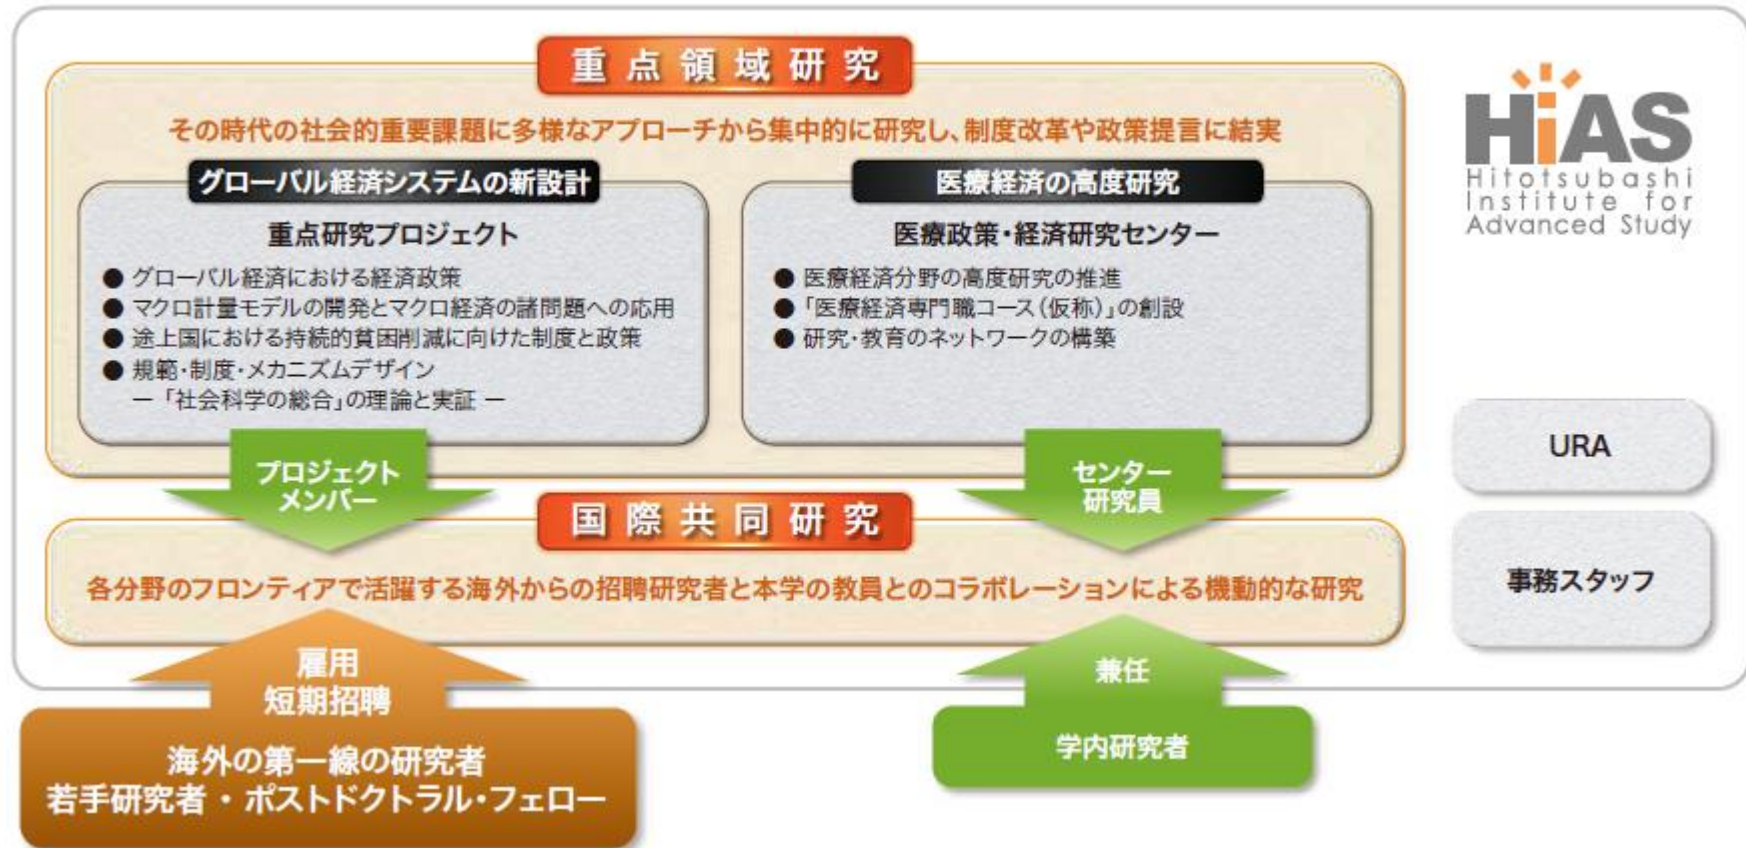 重点領域研究
その時代の社会的重要課題に多様なアプローチから集中的に研究し、制度改革や政策提言に結実
グローバル経済システムの新設計
重点研究プロジェクト
● グローバル経済における経済政策
● マクロ計量モデルの開発とマクロ経済の諸問題への応用
● 途上国における持続的貧困削減に向けた制度と政策
● 規範・制度・メカニズムデザイン
ー「社会科学の総合」の理論と実証 ー
医療経済の高度研究
医療政策・経済研究センター
● 医療経済分野の高度研究の推進
● 「医療経済専門職コース（仮称）」の創設
● 研究・教育のネットワークの構築
プロジェクト
メンバー
センター
研究員
国際共同研究
各分野のフロンティアで活躍する海外からの招聘研究者と本学の教員とのコラボレーションによる機動的な研究
雇用
短期招聘
海外の第一線の研究者
若手研究者・ポストドクトラル・フェロー
兼任
学内研究者
HiAS
Hitotsubashi
Institute for
Advanced Study
URA
事務スタッフ